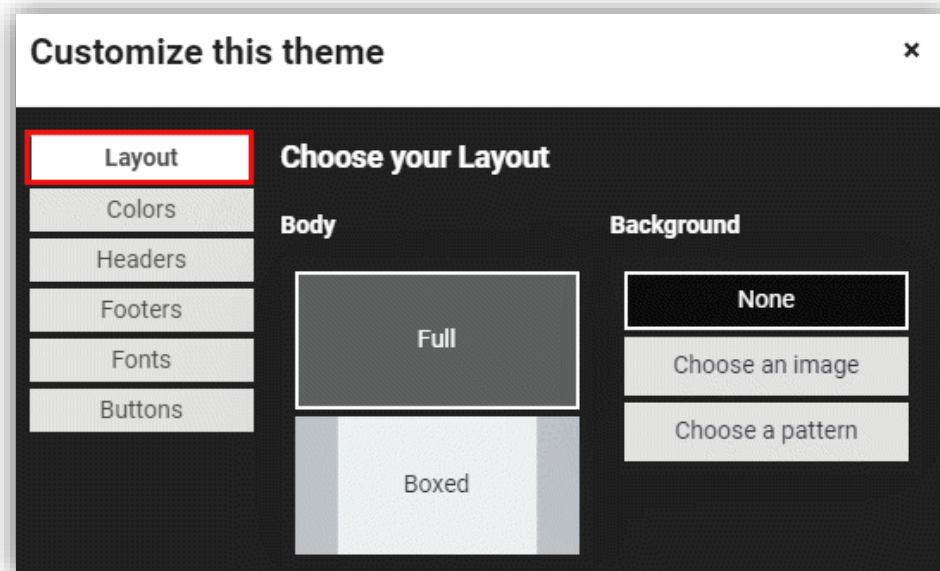 Customize this theme
×
Layout
Colors
Headers
Footers
Fonts
Buttons
Choose your Layout
Body
Full
Boxed
Background
None
Choose an image
Choose a pattern